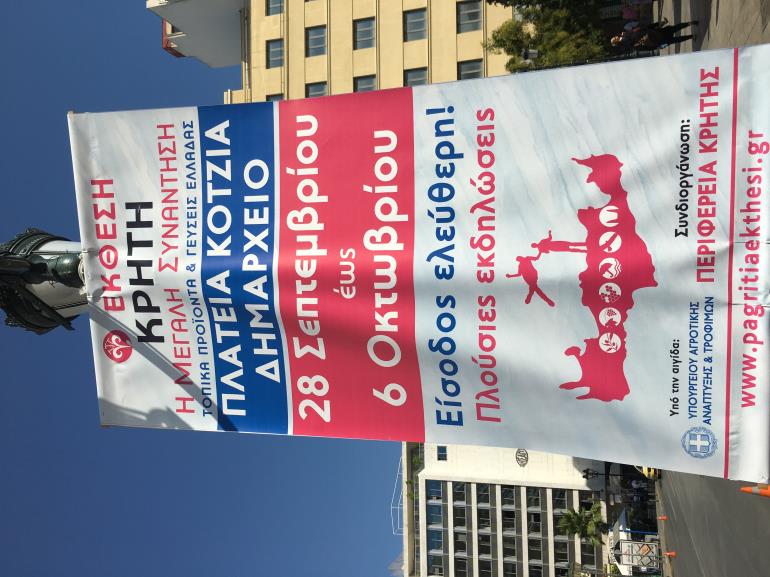 ΕΚΘΕΣΗ
ΚΡΗΤΗ
Η ΜΕΓΑΛΗ ΣΥΝΑΝΤΗΣΗ
ΤΟΠΙΚΑ ΠΡΟΪΟΝΤΑ & ΓΕΥΣΕΙΣ ΕΛΛΑΔΑΣ
ΠΛΑΤΕΙΑ ΚΟΤΖΙΑ
ΔΗΜΑΡΧΕΙΟ
28 Σεπτεμβρίου
έως
6 Οκτωβρίου
Είσοδος ελεύθερη!
Πλούσιες εκδηλώσεις
Υπό την αιγίδα:
ΥΠΟΥΡΓΕΙΟΥ ΑΓΡΟΤΙΚΗΣ
ΑΝΑΠΤΥΞΗΣ & ΤΡΟΦΙΜΩΝ
Συνδιοργάνωση:
ΠΕΡΙΦΕΡΕΙΑ ΚΡΗΤΗΣ
www.pagritiaekthesi.gr